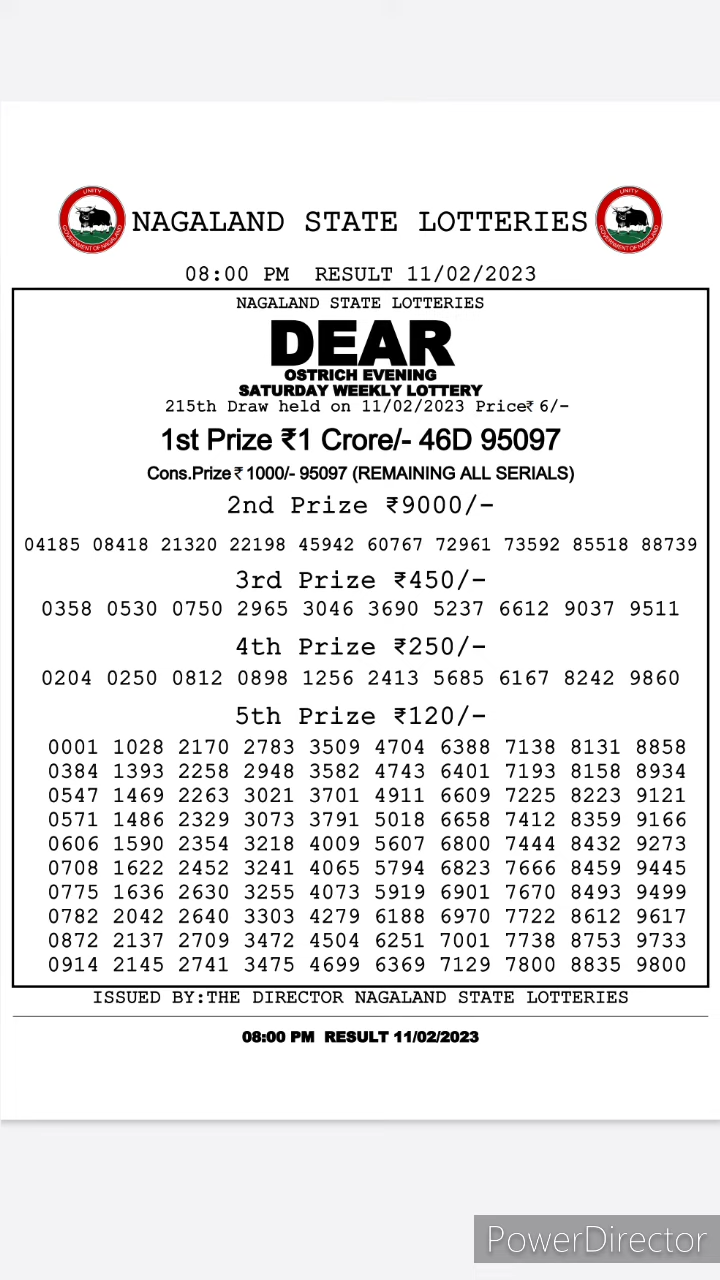 NAGALAND STATE LOTTERIES
08:00 PM RESULT 11/02/2023
NAGALAND STATE LOTTERIES
DEAR
OSTRICH EVENING
SATURDAY WEEKLY LOTTERY
215th Draw held on 11/02/2023 Price₹ 6/-
1st Prize ₹1 Crore/- 46D 95097
Cons.Prize ₹ 1000/- 95097 (REMAINING ALL SERIALS)
2nd Prize ₹9000/-
04185 08418 21320 22198 45942 60767 72961 73592 85518 88739
3rd Prize ₹450/-
0358 0530 0750 2965 3046 3690 5237 6612 9037 9511
4th Prize ₹250/-
0204 0250 0812 0898 1256 2413 5685 6167 8242 9860
5th Prize ₹120/-
0001 1028 2170 2783 3509 4704 6388 7138 8131 8858
0384 1393 2258 2948 3582 4743 6401 7193 8158 8934
0547 1469 2263 3021 3701 4911 6609 7225 8223 9121
0571 1486 2329 3073 3791 5018 6658 7412 8359 9166
0606 1590 2354 3218 4009 5607 6800 7444 8432 9273
0708 1622 2452 3241 4065 5794 6823 7666 8459 9445
0775 1636 2630 3255 4073 5919 6901 7670 8493 9499
0782 2042 2640 3303 4279 6188 6970 7722 8612 9617
0872 2137 2709 3472 4504 6251 7001 7738 8753 9733
0914 2145 2741 3475 4699 6369 7129 7800 8835 9800
ISSUED BY:THE DIRECTOR NAGALAND STATE LOTTERIES
08:00 PM RESULT 11/02/2023
UNITY
GOVERNMENT OF NAGALAND
UNITY
GOVERNMENT OF NAGALAND
PowerDirector